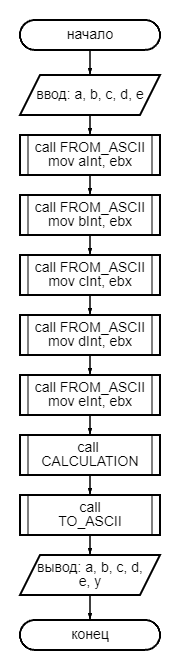 начало
ввод: a, b, c, d, e
call FROM_ASCII
mov aInt, ebx
call FROM_ASCII
mov bInt, ebx
call FROM_ASCII
mov cInt, ebx
call FROM_ASCII
mov dInt, ebx
call FROM_ASCII
mov eInt, ebx
call
CALCULATION
call
TO_ASCII
вывод: a, b, c, d,
e, y
конец